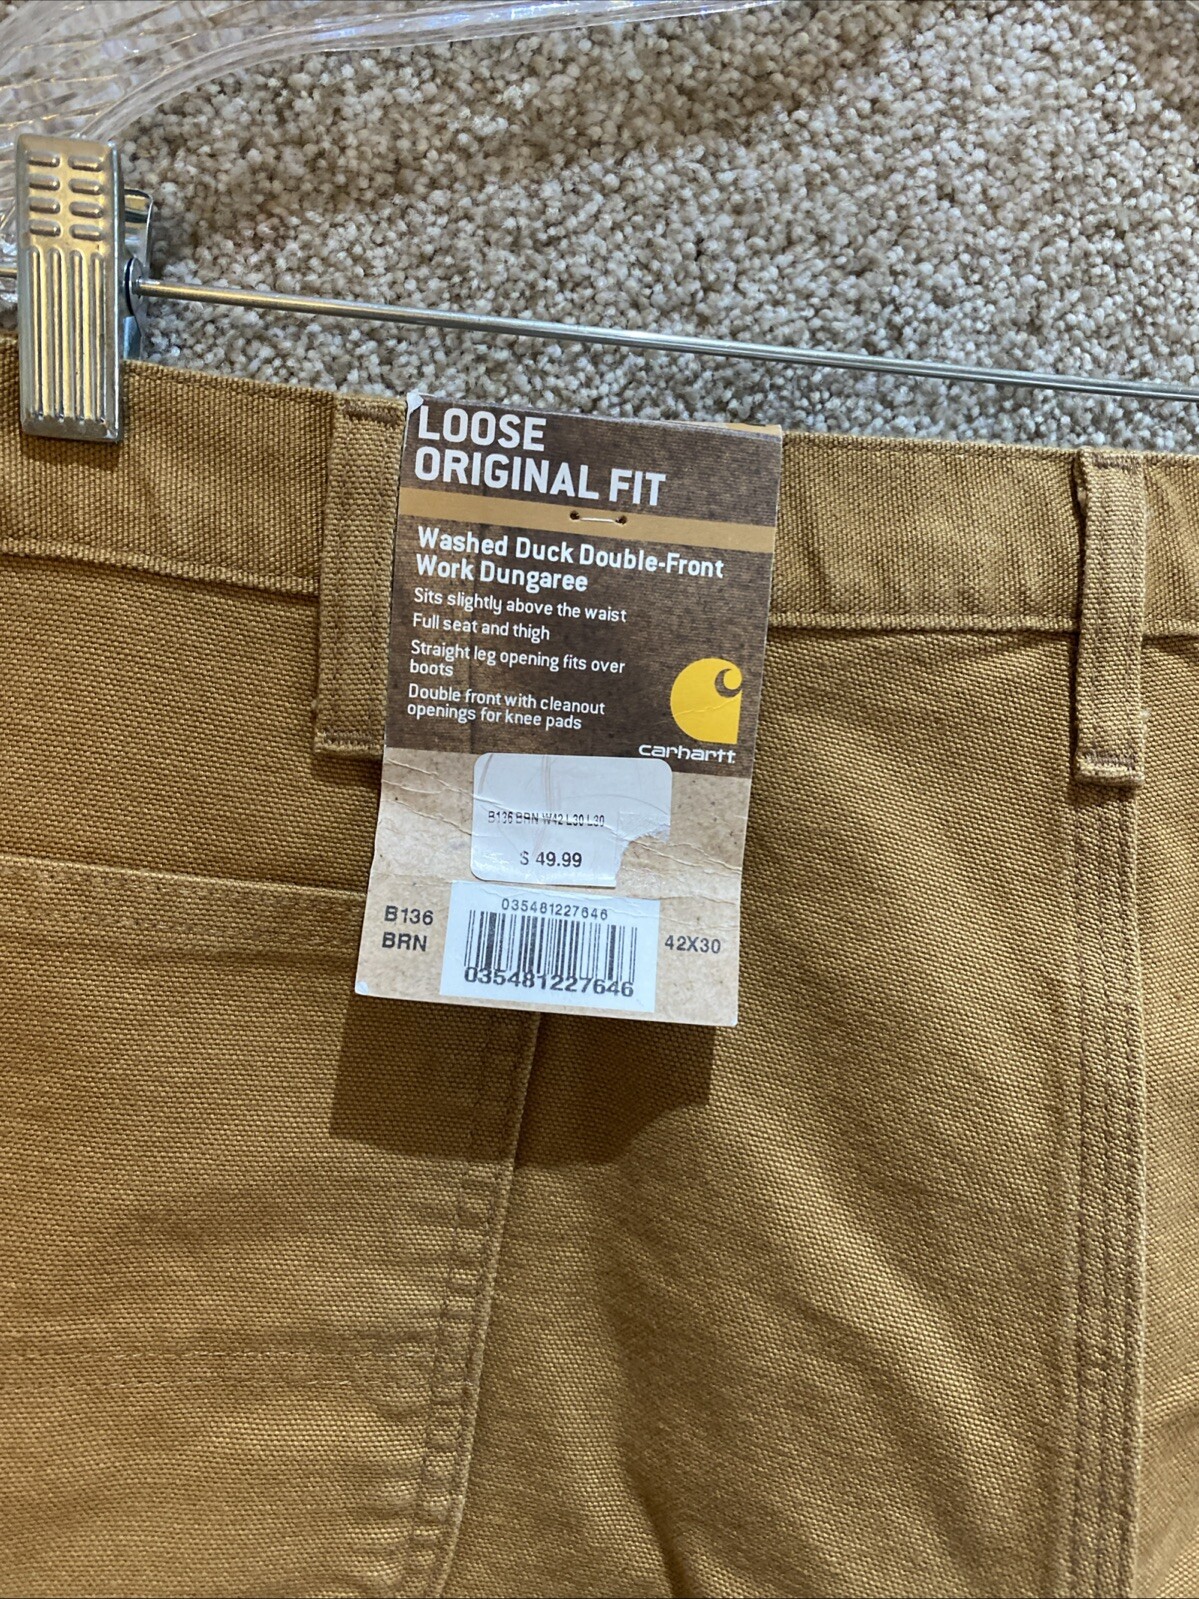 LOOSE
ORIGINAL FIT
Washed Duck Double-Front
Work Dungaree
Sits slightly above the waist
Full seat and thigh
Straight leg opening fits over
boots
Double front with cleanout
openings for knee pads
carhartt
B136 BRN W42 L30 L30
$ 49.99
035481227646
B136
BRN
42X30
035481227646